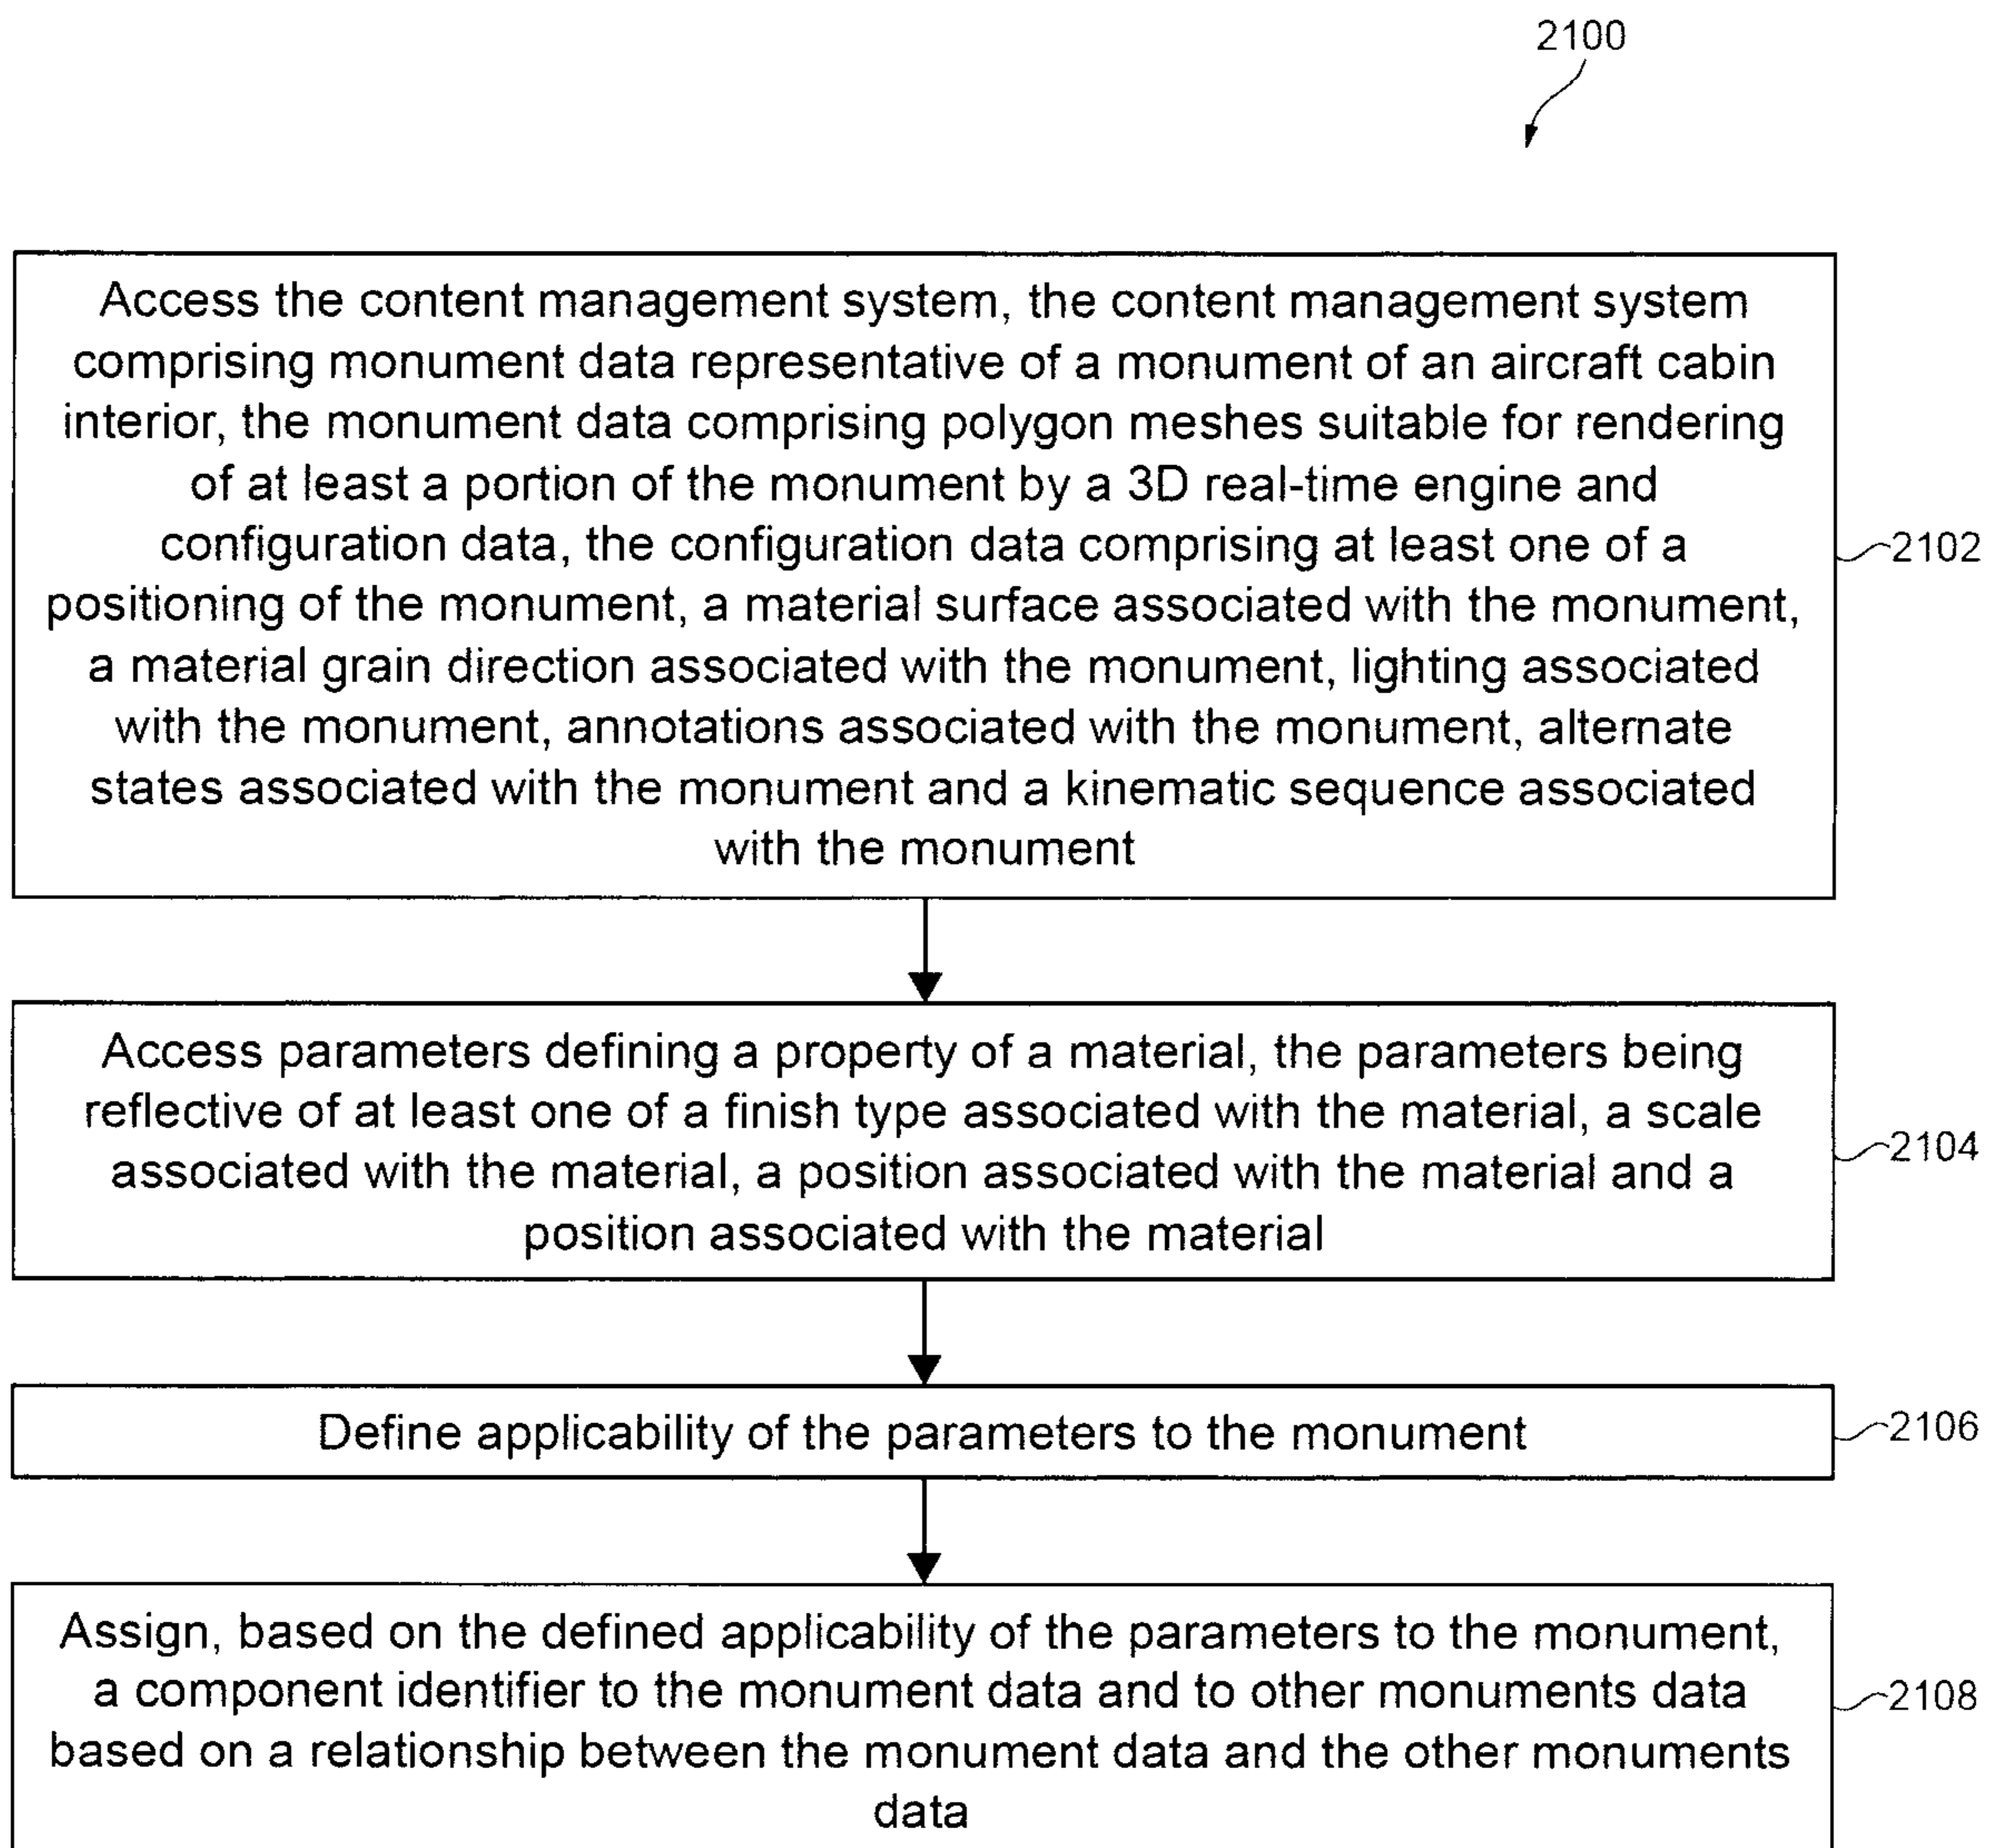 2100
Access the content management system, the content management system
comprising monument data representative of a monument of an aircraft cabin
interior, the monument data comprising polygon meshes suitable for rendering
of at least a portion of the monument by a 3D real-time engine and
configuration data, the configuration data comprising at least one of a
positioning of the monument, a material surface associated with the monument,
a material grain direction associated with the monument, lighting associated
with the monument, annotations associated with the monument, alternate
states associated with the monument and a kinematic sequence associated
with the monument
2102
Access parameters defining a property of a material, the parameters being
reflective of at least one of a finish type associated with the material, a scale
associated with the material, a position associated with the material and a
position associated with the material
2104
Define applicability of the parameters to the monument
2106
Assign, based on the defined applicability of the parameters to the monument,
a component identifier to the monument data and to other monuments data
based on a relationship between the monument data and the other monuments
data
2108